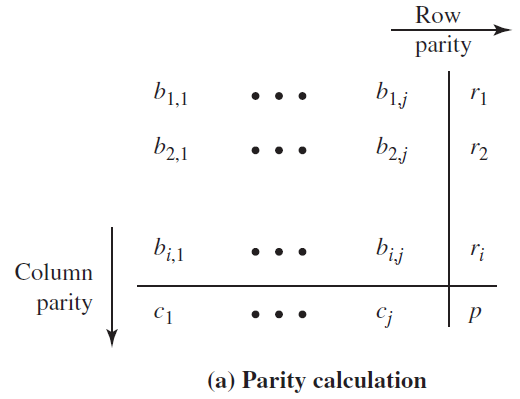 Row
parity
b1,1 • • • b1,j r1
b2,1 • • • b2,j r2
bi,1 • • • bi,j ri
Column
parity
c1 • • • cj p
(a) Parity calculation